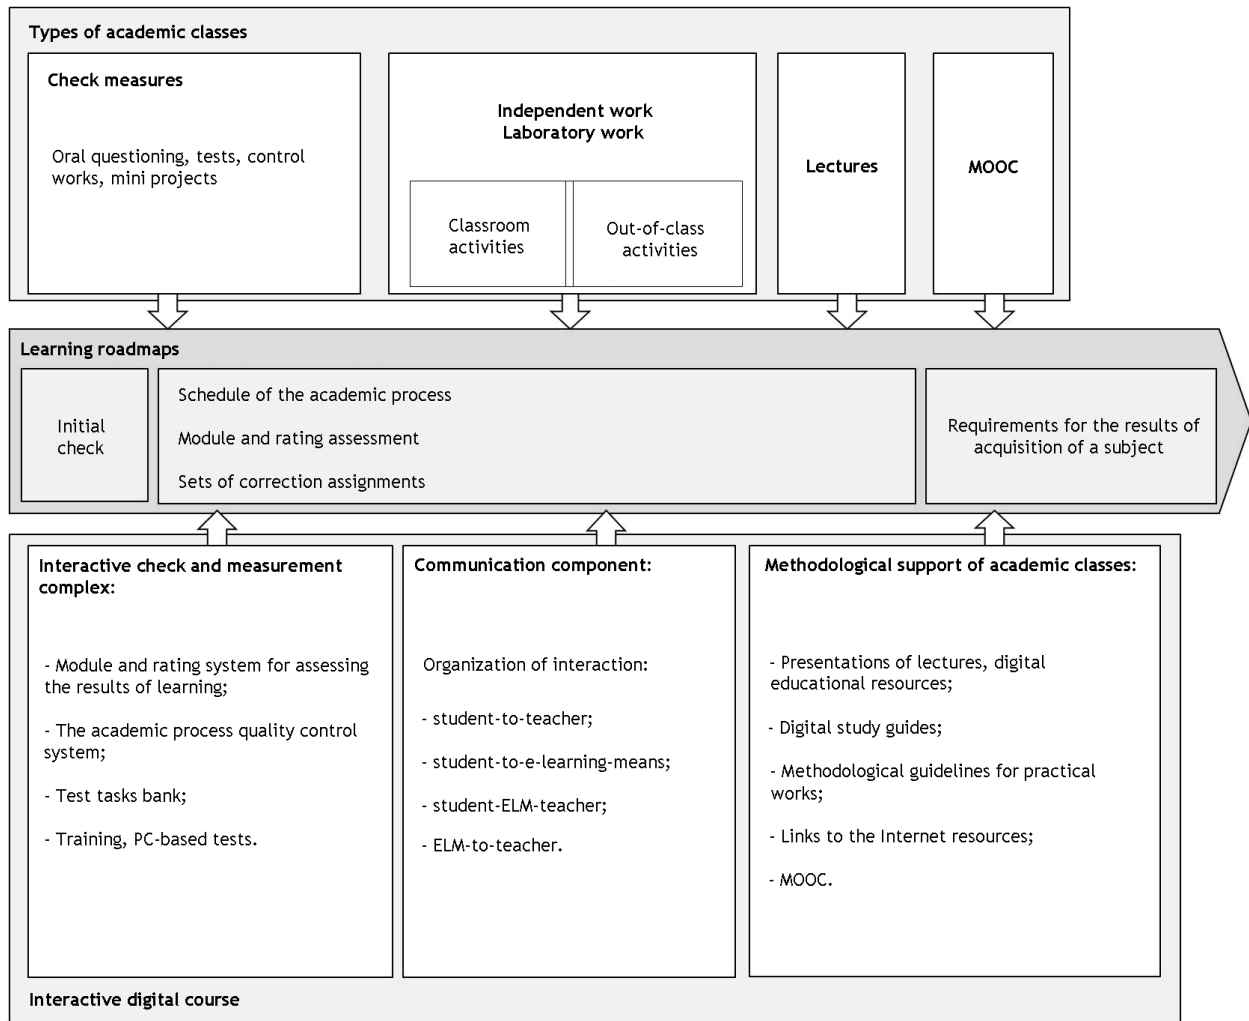 Types of academic classes
Check measures
Oral questioning, tests, control
works, mini projects
Independent work
Laboratory work
Classroom
activities
Out-of-class
activities
Lectures
MOOC
Learning roadmaps
Initial
check
Schedule of the academic process
Module and rating assessment
Sets of correction assignments
Requirements for the results of
acquisition of a subject
Interactive check and measurement
complex:
- Module and rating system for assessing
the results of learning;
- The academic process quality control
system;
- Test tasks bank;
- Training, PC-based tests.
Communication component:
Organization of interaction:
- student-to-teacher;
- student-to-e-learning-means;
- student-ELM-teacher;
- ELM-to-teacher.
Methodological support of academic classes:
- Presentations of lectures, digital
educational resources;
- Digital study guides;
- Methodological guidelines for practical
works;
- Links to the Internet resources;
- MOOC.
Interactive digital course